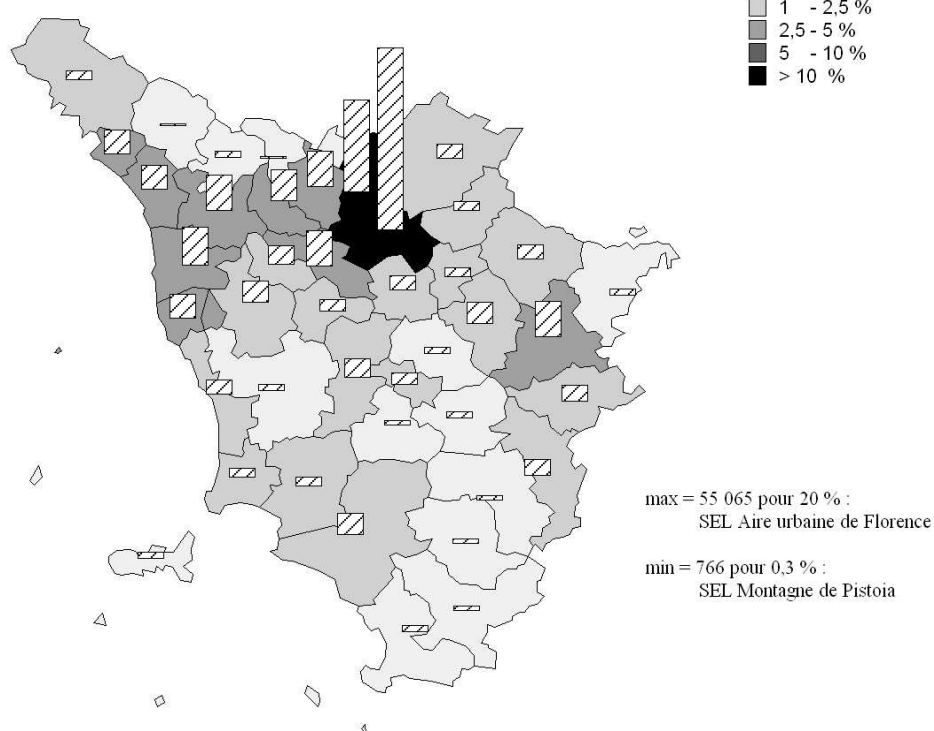 1 - 2,5 %
2,5 - 5 %
5 - 10 %
> 10 %
max = 55 065 pour 20 % :
SEL Aire urbaine de Florence
min = 766 pour 0,3 % :
SEL Montagne de Pistoia